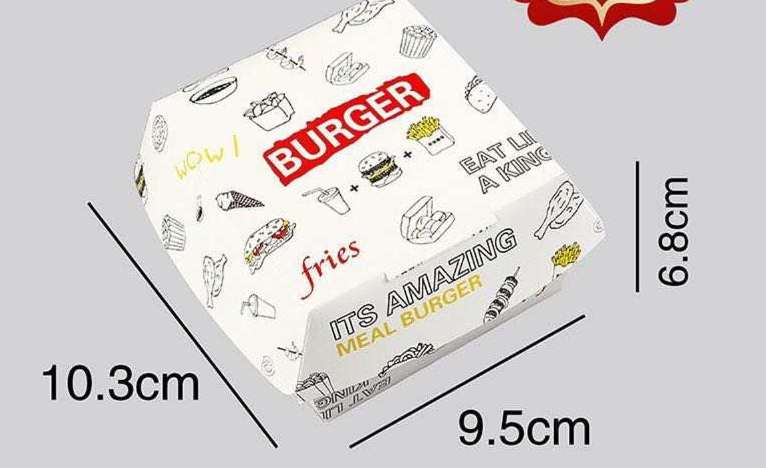 BURGER
WOW!
EAT LI
A KING
fries
ITS AMAZING
MEAL BURGER
6.8cm
10.3cm
9.5cm